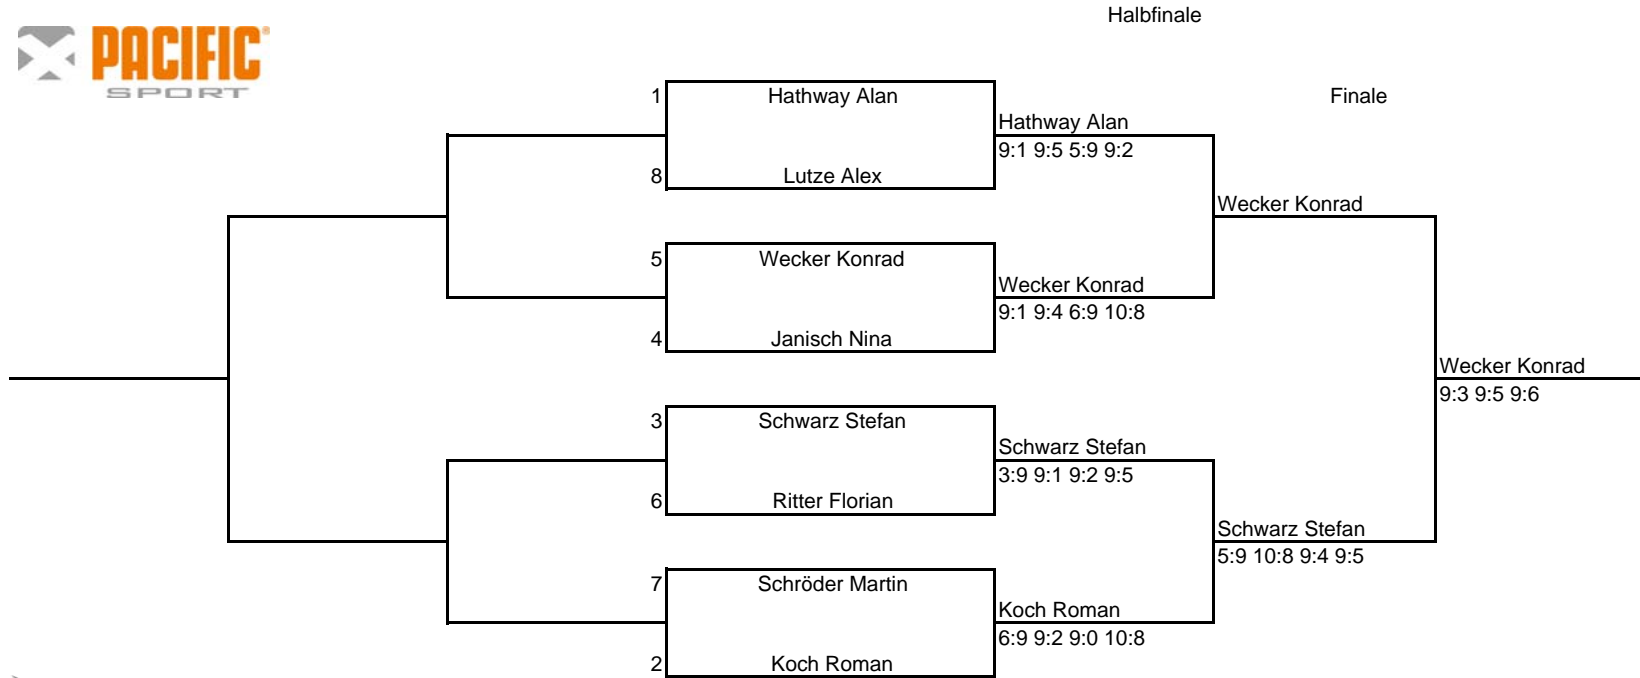 Halbfinale
PACIFIC
SPORT
1 Hathway Alan
Finale
Hathway Alan
9:1 9:5 5:9 9:2
8 Lutze Alex
Wecker Konrad
5 Wecker Konrad
Wecker Konrad
9:1 9:4 6:9 10:8
4 Janisch Nina
Wecker Konrad
9:3 9:5 9:6
3 Schwarz Stefan
Schwarz Stefan
3:9 9:1 9:2 9:5
6 Ritter Florian
Schwarz Stefan
5:9 10:8 9:4 9:5
7 Schröder Martin
Koch Roman
6:9 9:2 9:0 10:8
2 Koch Roman